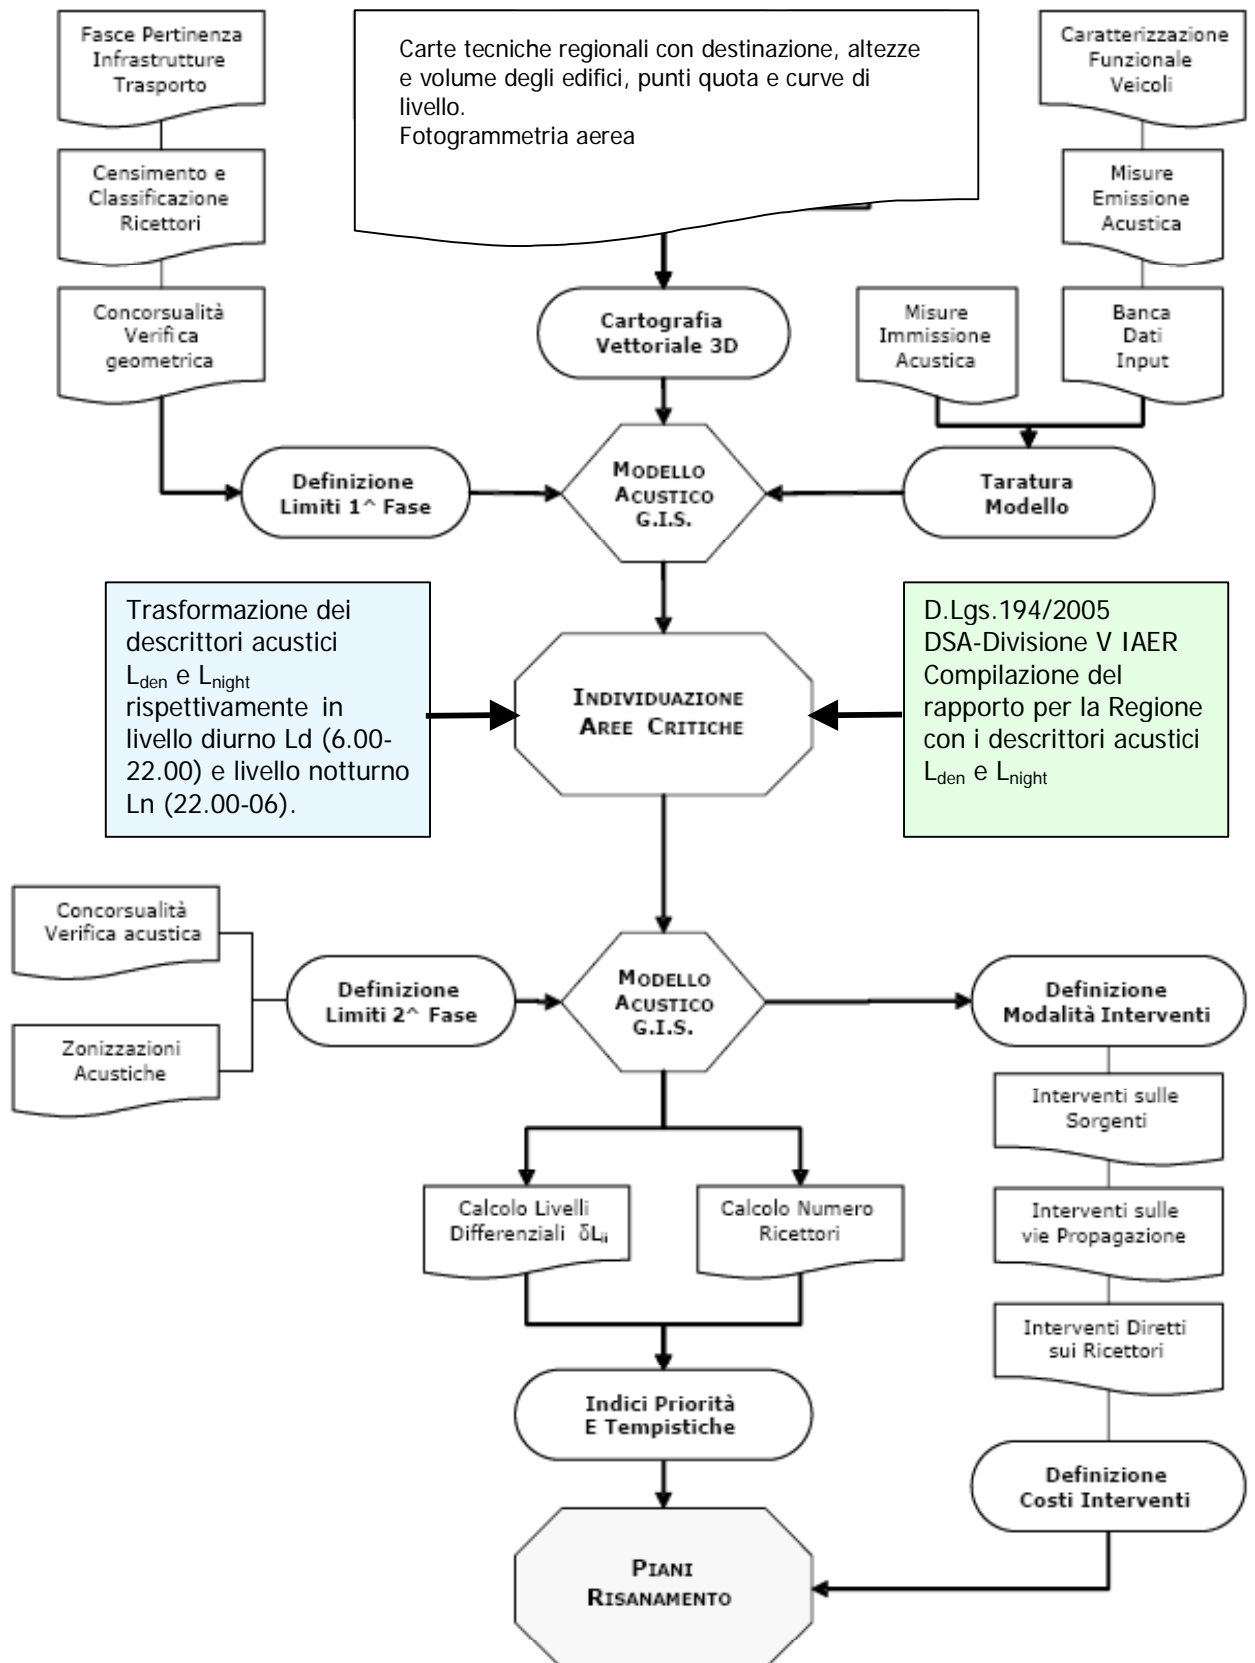 Fasce Pertinenza
Infrastrutture
Trasporto
Carte tecniche regionali con destinazione, altezze
e volume degli edifici, punti quota e curve di
livello.
Fotogrammetria aerea
Caratterizzazione
Funzionale
Veicoli
Censimento e
Classificazione
Ricettori
Misure
Emissione
Acustica
Concorsualità
Verifica
geometrica
Cartografia
Vettoriale 3D
Misure
Immissione
Acustica
Banca
Dati
Input
Definizione
Limiti 1^ Fase
MODELLO
ACUSTICO
G.I.S.
Taratura
Modello
Trasformazione dei
descrittori acustici
Lden e Lnight
rispettivamente in
livello diurno Ld (6.00-
22.00) e livello notturno
Ln (22.00-06).
INDIVIDUAZIONE
AREE CRITICHE
D.Lgs.194/2005
DSA-Divisione V IAER
Compilazione del
rapporto per la Regione
con i descrittori acustici
Lden e Lnight
Concorsualità
Verifica acustica
Zonizzazioni
Acustiche
Definizione
Limiti 2^ Fase
MODELLO
ACUSTICO
G.I.S.
Definizione
Modalità Interventi
Interventi sulle
Sorgenti
Calcolo Livelli
Differenziali δLii
Calcolo Numero
Ricettori
Interventi sulle
vie Propagazione
Interventi Diretti
sui Ricettori
Indici Priorità
E Tempistiche
Definizione
Costi Interventi
PIANI
RISANAMENTO